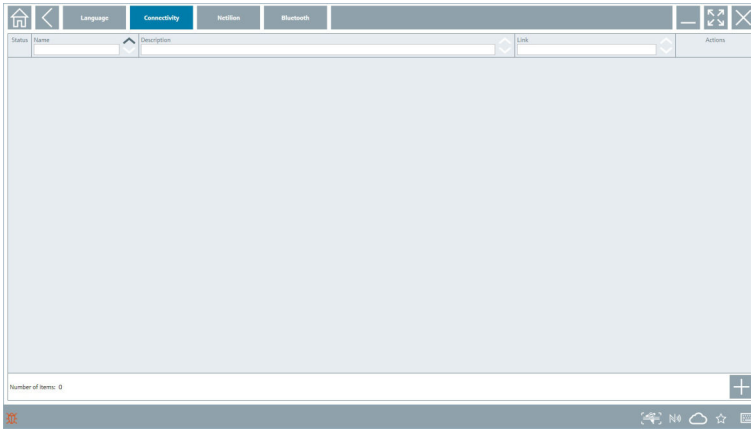 Language Connectivity Netilion Bluetooth
Status Name Description Link Actions
Number of items: 0
N